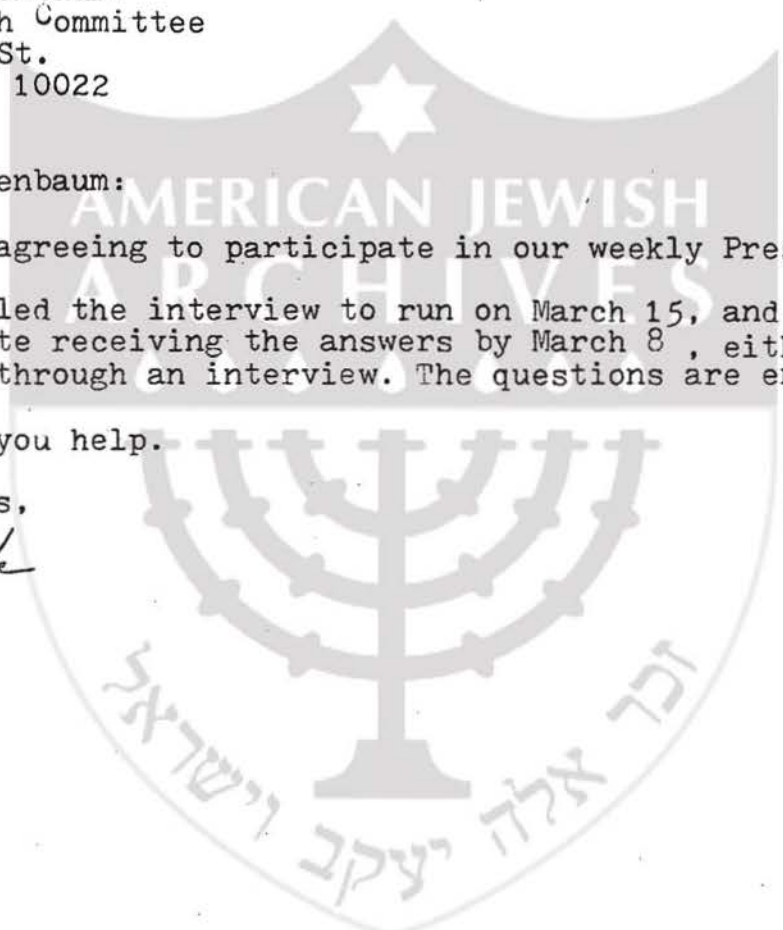 h Committee
St.
10022
enbaum:
AMERICAN JEWISH
ARCHIVES
agreeing to participate in our weekly Pre
led the interview to run on March 15, and
te receiving the answers by March 8 , eit
through an interview. The questions are e
you help.
s,
זכר אלה יעקב וישראל